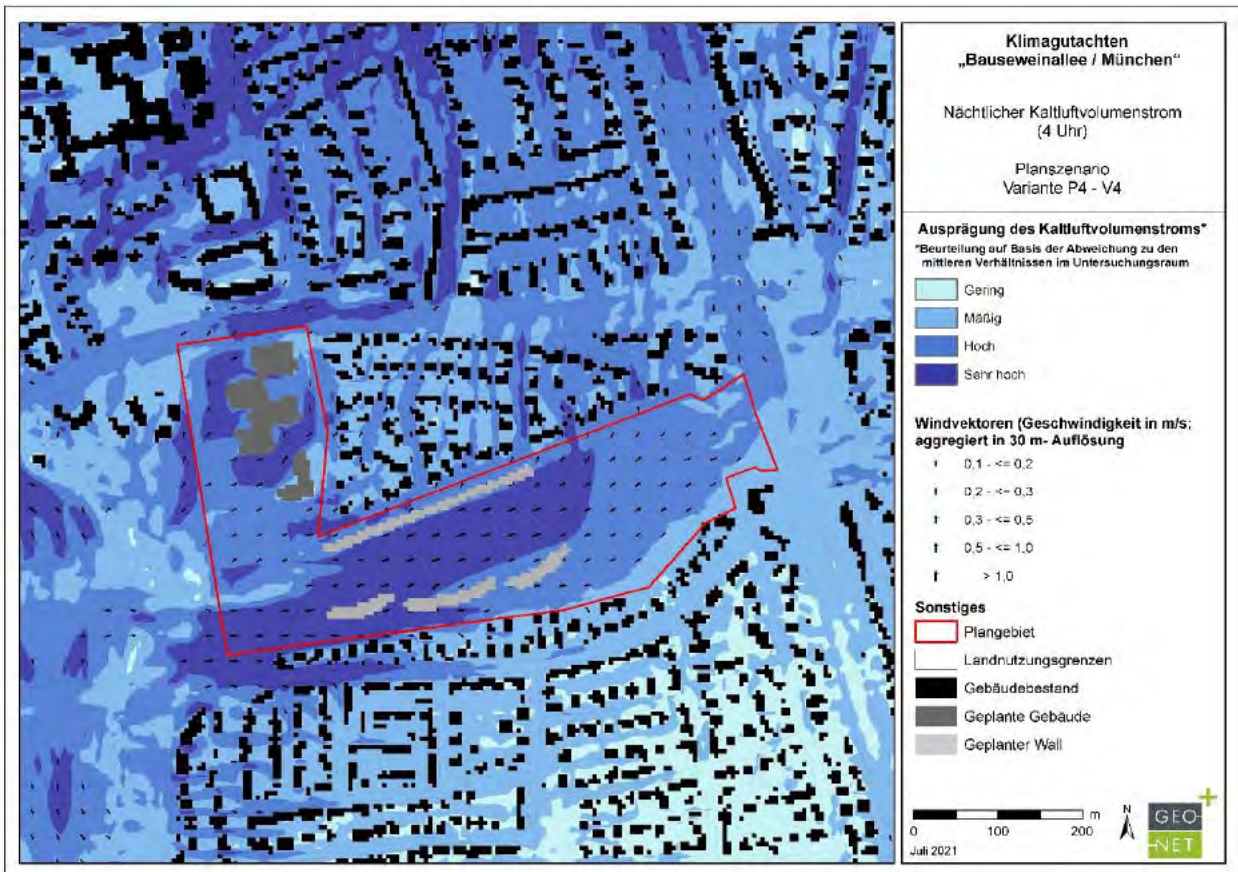 Klimagutachten
„Bauseweinallee / München"
Nächtlicher Kaltluftvolumenstrom
(4 Uhr)
Planszenario
Variante P4 - V4
Ausprägung des Kaltluftvolumenstroms*
*Beurteilung auf Basis der Abweichung zu den
mittleren Verhältnissen im Untersuchungsraum
Gering
Mäßig
Hoch
Sehr hoch
Windvektoren (Geschwindigkeit in m/s;
aggregiert in 30 m- Auflösung
0,1 - <= 0,2
0,2 - <= 0,3
0,3 - <= 0,5
0,5 - <= 1,0
> 1,0
Sonstiges
Plangebiet
Landnutzungsgrenzen
Gebäudebestand
Geplante Gebäude
Geplanter Wall
m
0 100 200
N
Juli 2021
GEO-
-NET